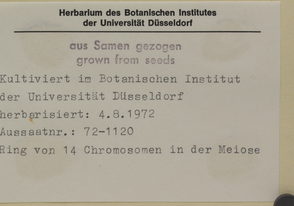 Herbarium des Botanischen Institutes
der Universität Düsseldorf
aus Samen gezogen
grown from seeds
Kultiviert im Botanischen Institut
der Universität Düsseldorf
herbarisiert: 4.8.1972
Aussaatnr.: 72-1120
Ring von 14 Chromosomen in der Meiose